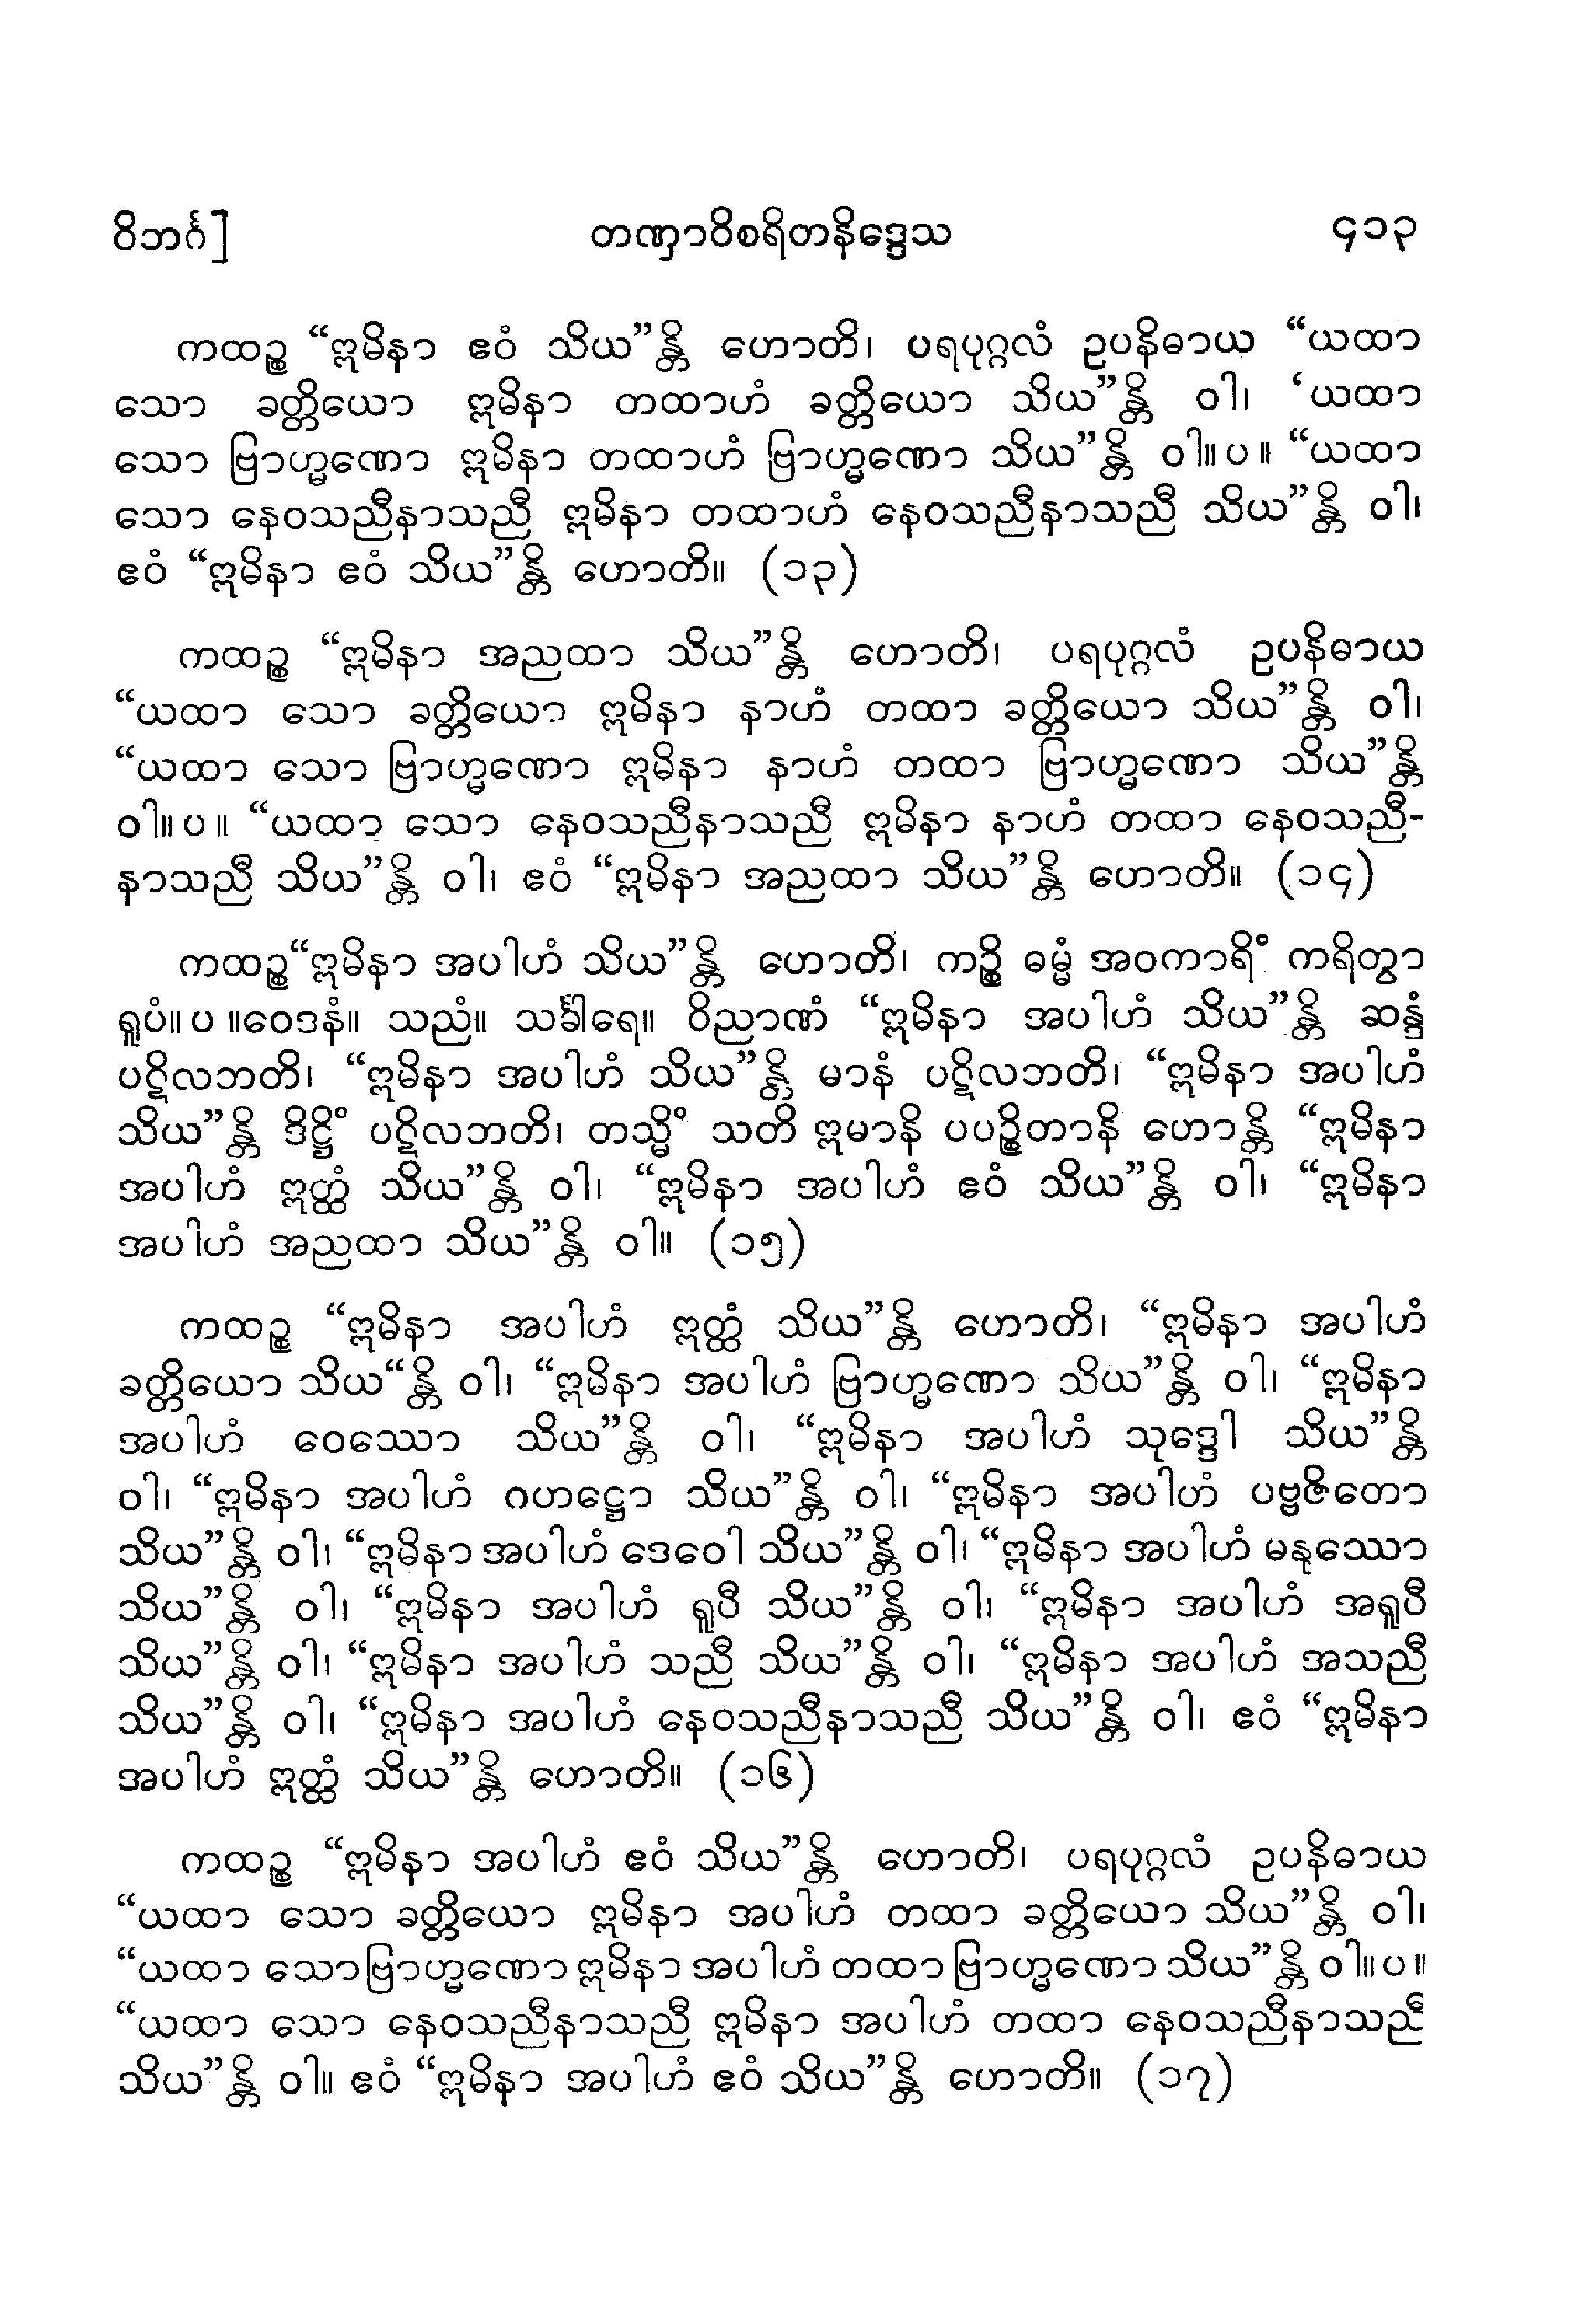 ဝိဘင်္ဂ] တဏှာဝိစရိတနိဒ္ဒေသ ၄၁၃
ကထဉ္စ “ဣမိနာ ဧဝံ သိယ”န္တိ ဟောတိ၊ ပရပုဂ္ဂလံ ဥပနိဓာယ “ယထာ
သော ခတ္တိယော ဣမိနာ တထာဟံ ခတ္တိယော သိယ”န္တိ ဝါ၊ ‘ယထာ
သော ဗြာဟ္မဏော ဣမိနာ တထာဟံ ဗြာဟ္မဏော သိယ”န္တိ ဝါ။ပ။ “ယထာ
သော နေဝသညီနာသညီ ဣမိနာ တထာဟံ နေဝသညီနာသညီ သိယ”န္တိ ဝါ၊
ဧဝံ “ဣမိနာ ဧဝံ သိယ”န္တိ ဟောတိ။ (၁၃)
ကထဉ္စ “ဣမိနာ အညထာ သိယ”န္တိ ဟောတိ၊ ပရပုဂ္ဂလံ ဥပနိဓာယ
“ယထာ သော ခတ္တိယော ဣမိနာ နာဟံ တထာ ခတ္တိယော သိယ”န္တိ ဝါ၊
“ယထာ သော ဗြာဟ္မဏော ဣမိနာ နာဟံ တထာ ဗြာဟ္မဏော သိယ”န္တိ
ဝါ။ပ။ “ယထာ သော နေဝသညီနာသညီ ဣမိနာ နာဟံ တထာ နေဝသညီ-
နာသညီ သိယ”န္တိ ဝါ၊ ဧဝံ “ဣမိနာ အညထာ သိယ”န္တိ ဟောတိ။ (၁၄)
ကထဉ္စ“ဣမိနာ အပါဟံ သိယ”န္တိ ဟောတိ၊ ကဉ္စိ ဓမ္မံ အဝကာရိံ ကရိတွာ
ရူပံ။ပ။ဝေဒနံ။ သညံ။ သင်္ခါရေ။ ဝိညာဏံ “ဣမိနာ အပါဟံ သိယ”န္တိ ဆန္ဒံ
ပဋိလဘတိ၊ “ဣမိနာ အပါဟံ သိယ”န္တိ မာနံ ပဋိလဘတိ၊ “ဣမိနာ အပါဟံ
သိယ”န္တိ ဒိဋ္ဌိံ ပဋိလဘတိ၊ တသ္မိံ သတိ ဣမာနိ ပပဉ္စိတာနိ ဟောန္တိ “ဣမိနာ
အပါဟံ ဣတ္ထံ သိယ”န္တိ ဝါ၊ “ဣမိနာ အပါဟံ ဧဝံ သိယ”န္တိ ဝါ၊ “ဣမိနာ
အပါဟံ အညထာ သိယ”န္တိ ဝါ။ (၁၅)
ကထဉ္စ “ဣမိနာ အပါဟံ ဣတ္ထံ သိယ”န္တိ ဟောတိ၊ “ဣမိနာ အပါဟံ
ခတ္တိယော သိယ“န္တိ ဝါ၊ “ဣမိနာ အပါဟံ ဗြာဟ္မဏော သိယ”န္တိ ဝါ၊ “ဣမိနာ
အပါဟံ ဝေဿော သိယ”န္တိ ဝါ၊ “ဣမိနာ အပါဟံ သုဒ္ဒေါ သိယ”န္တိ
ဝါ၊ “ဣမိနာ အပါဟံ ဂဟဋ္ဌော သိယ”န္တိ ဝါ၊ “ဣမိနာ အပါဟံ ပဗ္ဗဇိတော
သိယ”န္တိ ဝါ၊ “ဣမိနာ အပါဟံ ဒေဝေါ သိယ”န္တိ ဝါ၊ “ဣမိနာ အပါဟံ မနုဿော
သိယ”န္တိ ဝါ၊ “ဣမိနာ အပါဟံ ရူပီ သိယ”န္တိ ဝါ၊ “ဣမိနာ အပါဟံ အရူပီ
သိယ”န္တိ ဝါ၊ “ဣမိနာ အပါဟံ သညီ သိယ”န္တိ ဝါ၊ “ဣမိနာ အပါဟံ အသညီ
သိယ”န္တိ ဝါ၊ “ဣမိနာ အပါဟံ နေဝသညီနာသညီ သိယ”န္တိ ဝါ၊ ဧဝံ “ဣမိနာ
အပါဟံ ဣတ္ထံ သိယ”န္တိ ဟောတိ။ (၁၆)
ကထဉ္စ “ဣမိနာ အပါဟံ ဧဝံ သိယ”န္တိ ဟောတိ၊ ပရပုဂ္ဂလံ ဥပနိဓာယ
“ယထာ သော ခတ္တိယော ဣမိနာ အပါဟံ တထာ ခတ္တိယော သိယ”န္တိ ဝါ၊
“ယထာ သောဗြာဟ္မဏော ဣမိနာ အပါဟံ တထာ ဗြာဟ္မဏော သိယ”န္တိ ဝါ။ပ။
“ယထာ သော နေဝသညီနာသညီ ဣမိနာ အပါဟံ တထာ နေဝသညီနာသညီ
သိယ”န္တိ ဝါ။ ဧဝံ “ဣမိနာ အပါဟံ ဧဝံ သိယ”န္တိ ဟောတိ။ (၁၇)